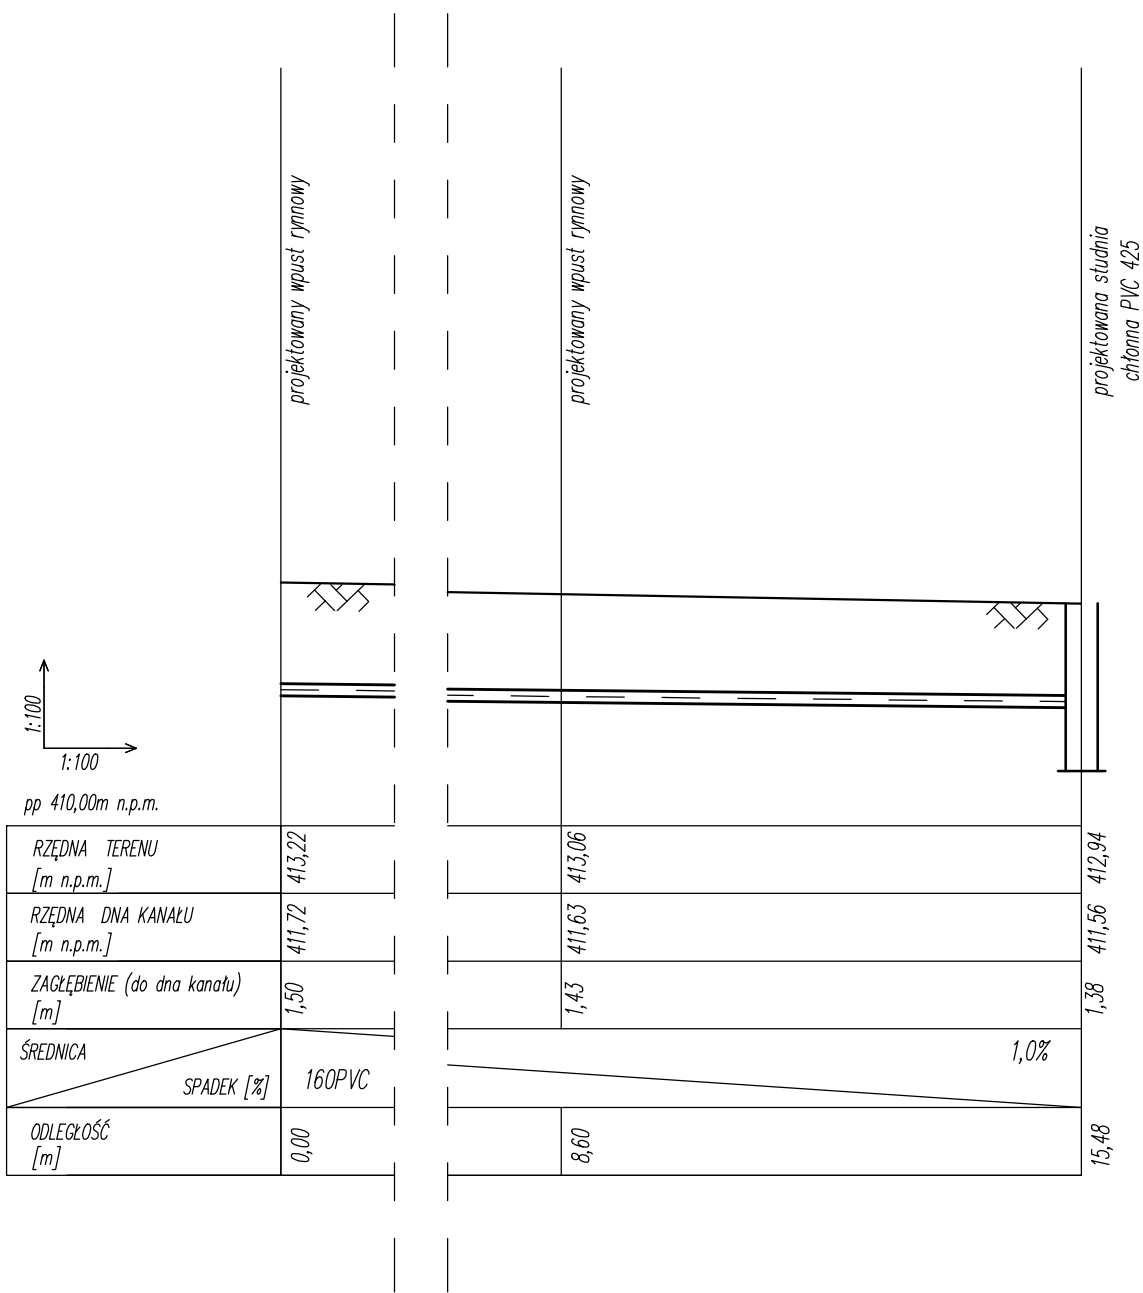 projektowany wpust rynnowy
projektowany wpust rynnowy
projektowana studnia
chłonna PVC 425
1:100
1:100
pp 410,00m n.p.m.
RZĘDNA TERENU
[m n.p.m.]
413,22
413,06
412,94
RZĘDNA DNA KANAŁU
[m n.p.m.]
411,72
411,63
411,56
ZAGŁĘBIENIE (do dna kanału)
[m]
1,50
1,43
1,38
ŚREDNICA
SPADEK [%]
160PVC
1,0%
ODLEGŁOŚĆ
[m]
0,00
8,60
15,48